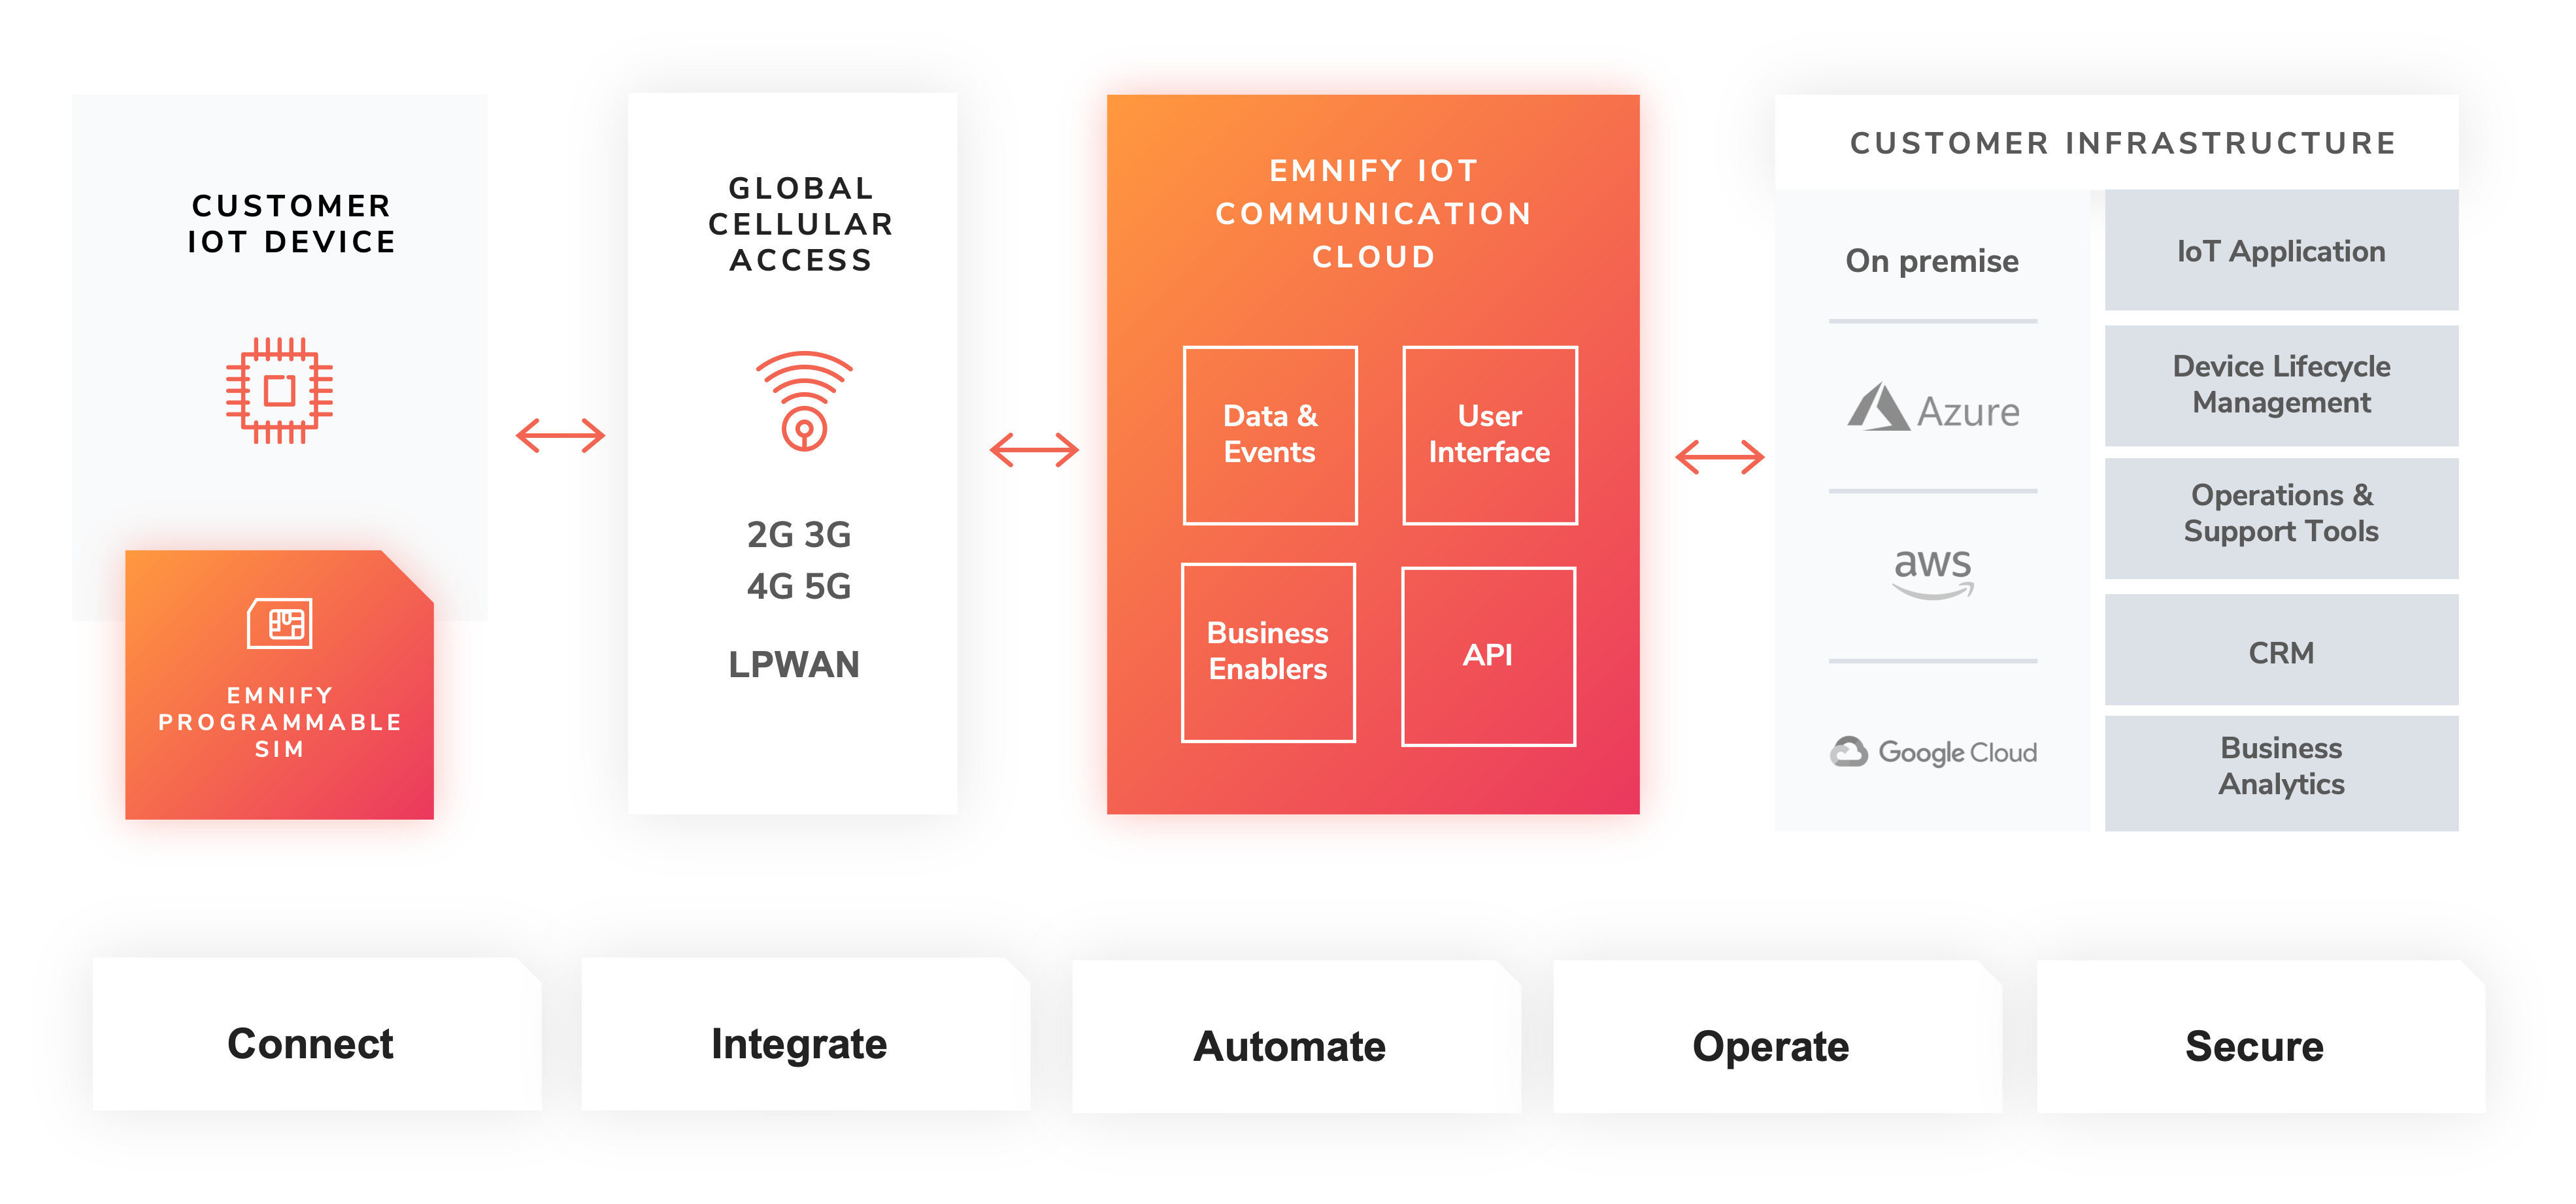 CUSTOMER
IOT DEVICE
EMNIFY
PROGRAMMABLE
SIM
GLOBAL
CELLULAR
ACCESS
2G 3G
4G 5G
LPWAN
EMNIFY IOT
COMMUNICATION
CLOUD
Data &
Events
User
Interface
Business
Enablers
API
CUSTOMER INFRASTRUCTURE
On premise
Azure
aws
Google Cloud
IoT Application
Device Lifecycle
Management
Operations &
Support Tools
CRM
Business
Analytics
Connect
Integrate
Automate
Operate
Secure